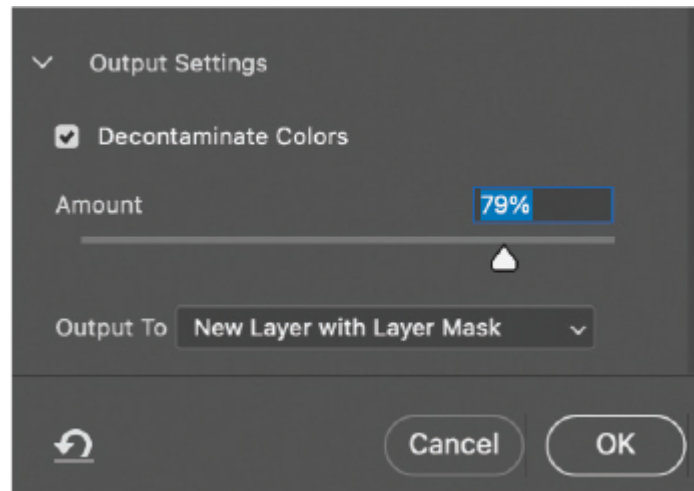 Output Settings
Decontaminate Colors
Amount 79%
Output To New Layer with Layer Mask
Cancel OK